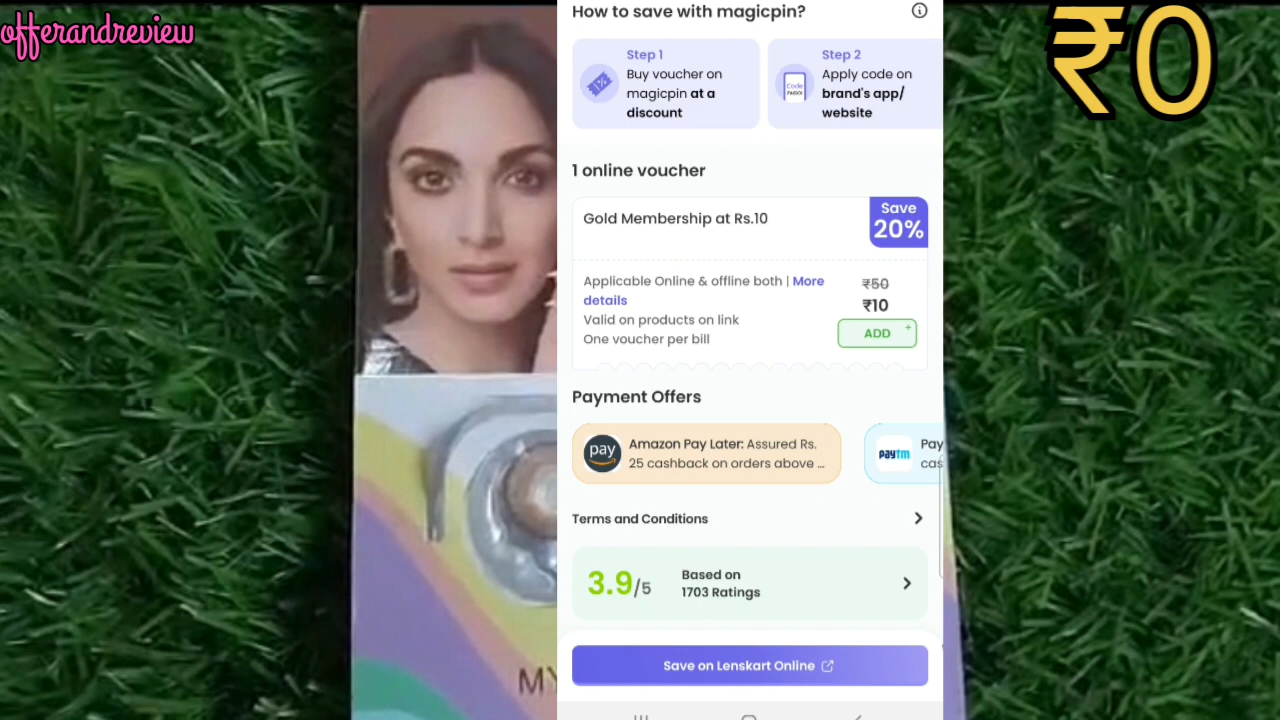 offerandreview
₹0
How to save with magicpin?
Step 1
Buy voucher on
magicpin at a
discount
Step 2
Apply code on
brand's app/
website
1 online voucher
Gold Membership at Rs.10
Save
20%
Applicable Online & offline both | More
details
Valid on products on link
One voucher per bill
₹50
₹10
ADD +
Payment Offers
pay
Amazon Pay Later: Assured Rs.
25 cashback on orders above ...
paytm
Pay
cas
Terms and Conditions
3.9/5
Based on
1703 Ratings
Save on Lenskart Online
MY